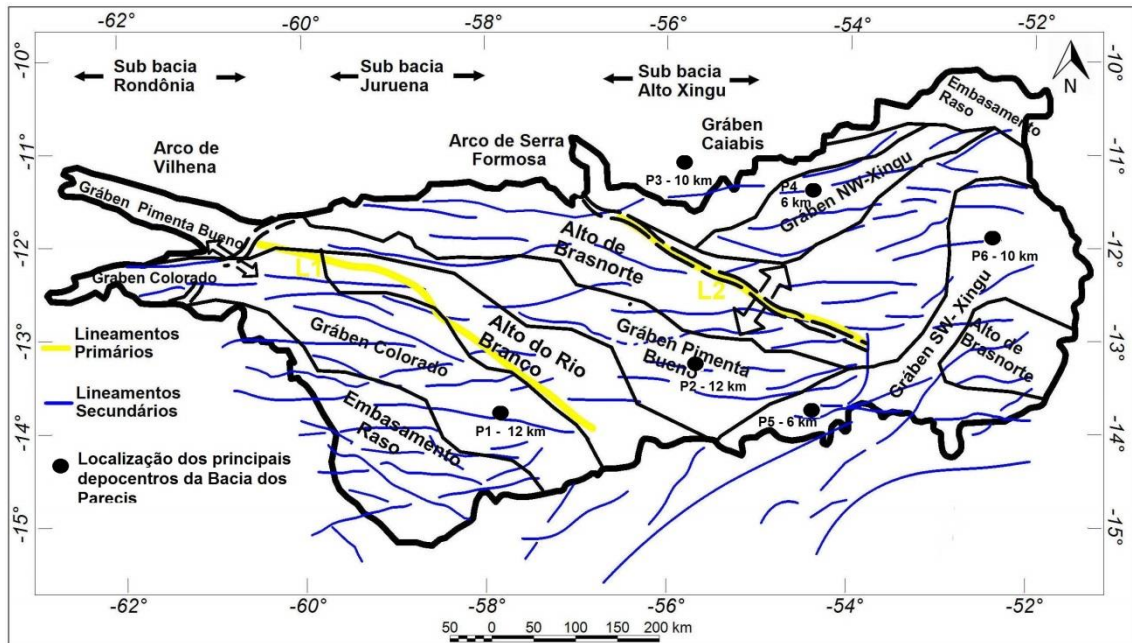 -62° -60° -58° -56° -54° -52°
-10° -10°
Sub bacia
Rondônia
Sub bacia
Juruena
Sub bacia
Alto Xingu
N
Embasamento
Raso
Arco de
Vilhena
Arco de Serra
Formosa
Gráben
Caiabis
-11° -11°
P3 - 10 km
P4
6 km
Gráben NW-Xingu
Gráben Pimenta Bueno
-12° -12°
Alto de
Brasnorte
P6 - 10 km
Graben Colorado
L1
L2
-13° -13°
Lineamentos
Primários
Gráben Colorado
Alto do Rio
Branço
Gráben Pimenta
Bueno
P2 - 12 km
Gráben SW- Xingu
Alto de
Brasnorte
Lineamentos
Secundários
Embasamento
Raso
P1 - 12 km
P5 - 6 km
-14° -14°
Localização dos principais
depocentros da Bacia dos
Parecis
-15° -15°
-62° -60° -58° -56° -54° -52°
50 0 50 100 150 200 km